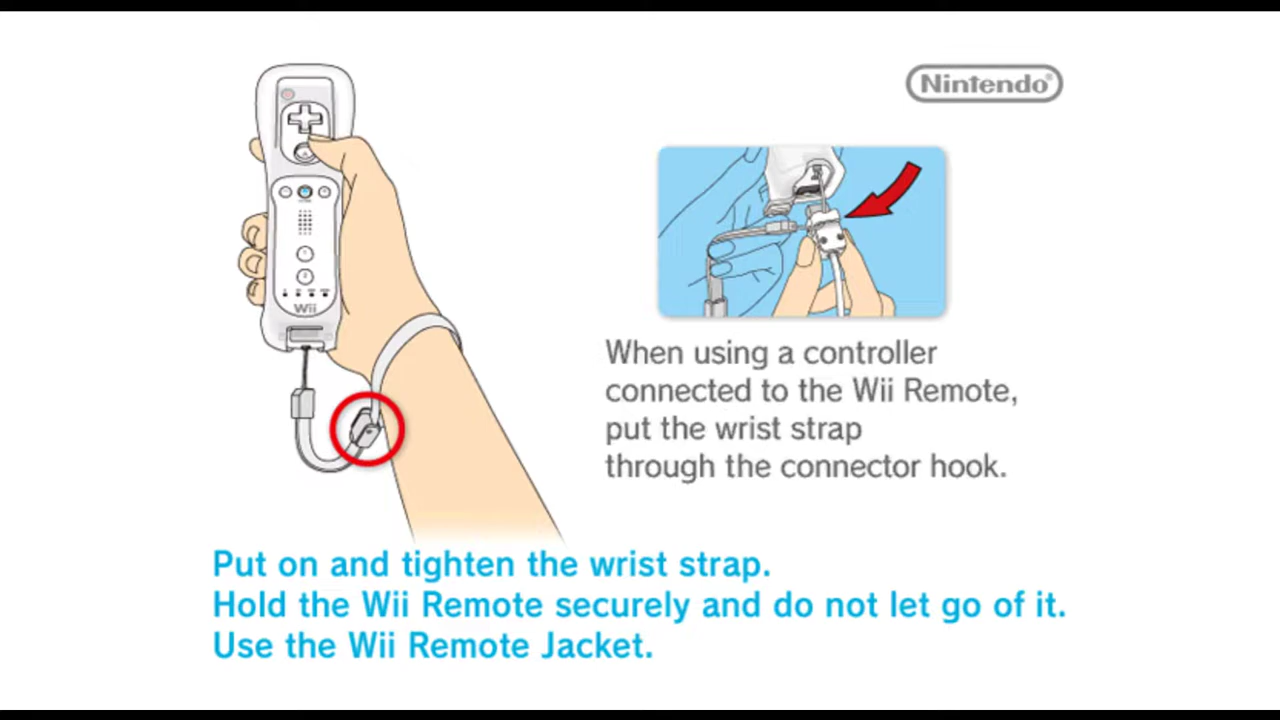 Nintendo®
Wii
When using a controller
connected to the Wii Remote,
put the wrist strap
through the connector hook.
Put on and tighten the wrist strap.
Hold the Wii Remote securely and do not let go of it.
Use the Wii Remote Jacket.